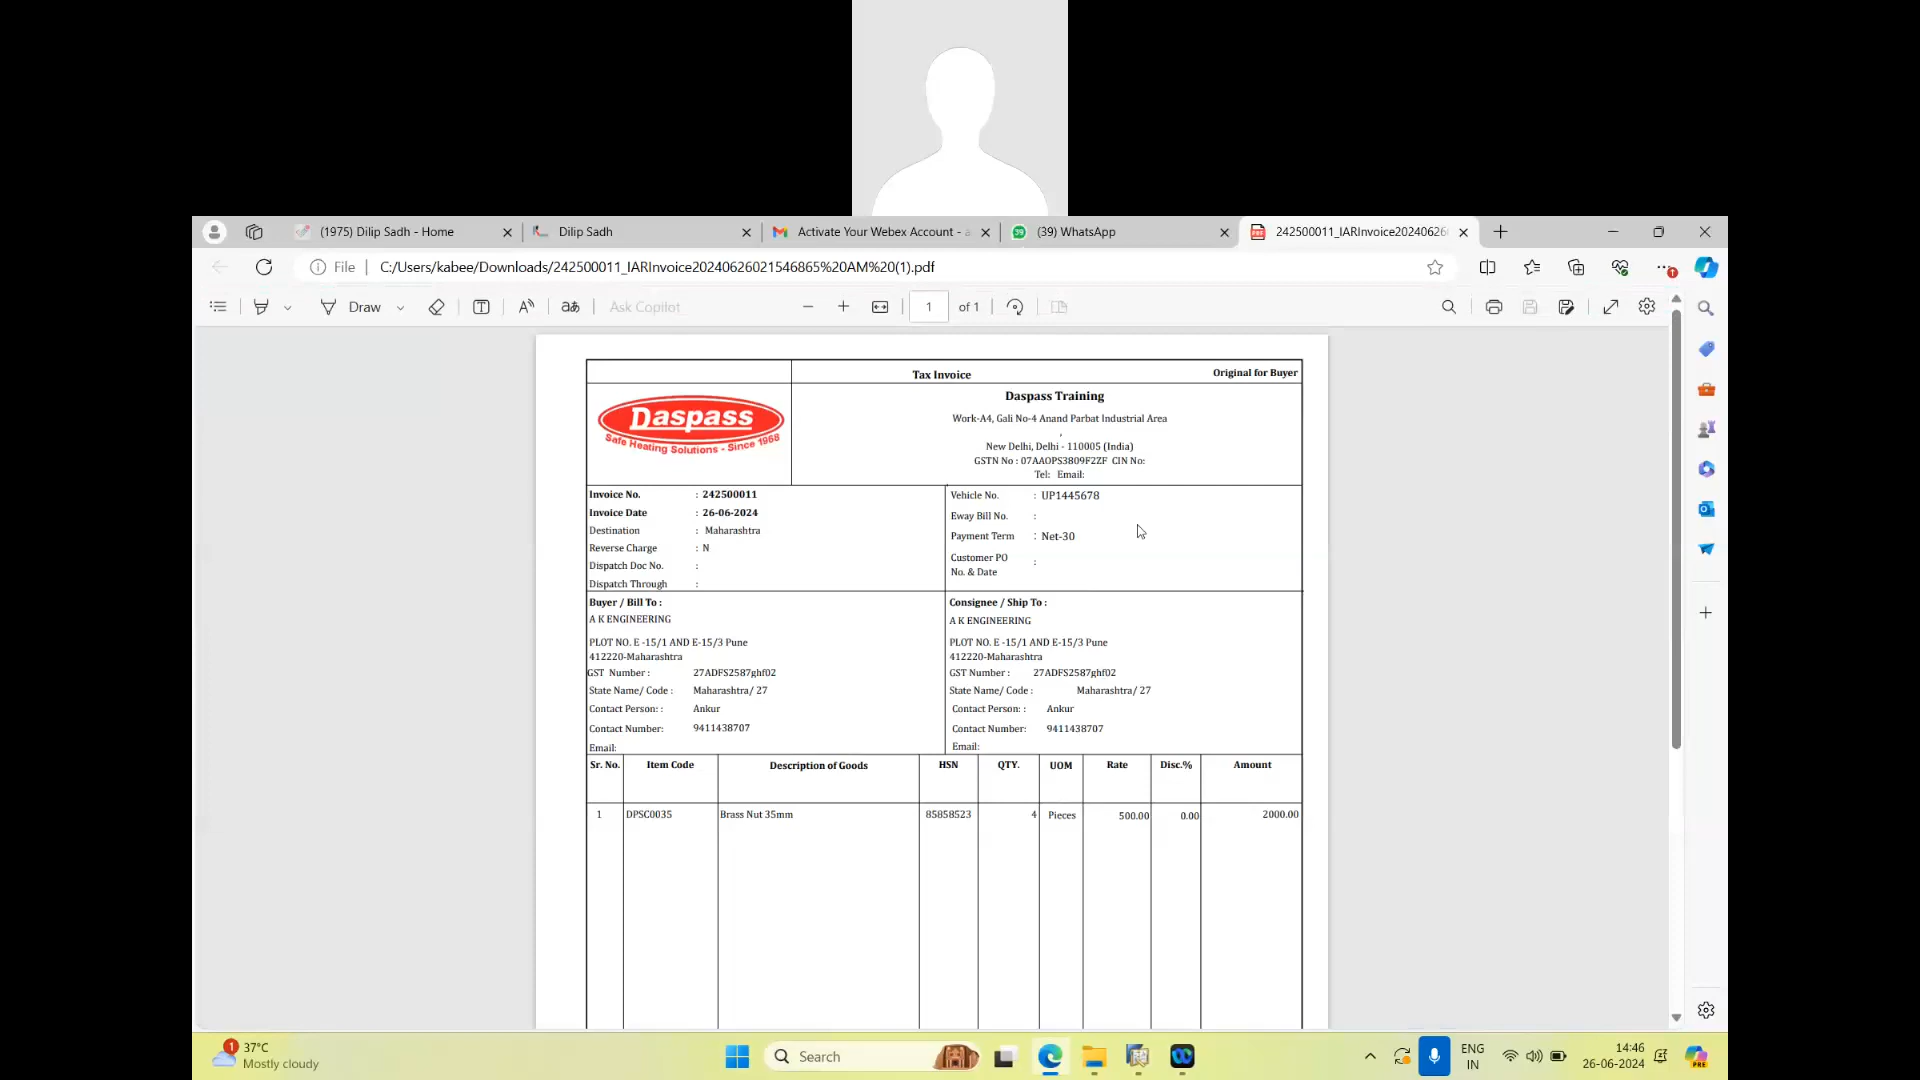 (1975) Dilip Sadh - Home
Dilip Sadh
Activate Your Webex Account -
(39) WhatsApp
242500011_IARInvoice20240626
File
C:/Users/kabee/Downloads/242500011_IARInvoice20240626021546865%20AM%20(1).pdf
Draw
Ask Copilot
1 of 1
Tax Invoice
Original for Buyer
Daspass
Safe Heating Solutions - Since 1968
Daspass Training
Work-A4, Gali No-4 Anand Parbat Industrial Area
,
New Delhi, Delhi - 110005 (India)
GSTN No : 07AAOPS3809F2ZF CIN No:
Tel: Email:
Invoice No. : 242500011
Invoice Date : 26-06-2024
Destination : Maharashtra
Reverse Charge : N
Dispatch Doc No. :
Dispatch Through :
Vehicle No. : UP1445678
Eway Bill No. :
Payment Term : Net-30
Customer PO
No. & Date :
Buyer / Bill To :
A K ENGINEERING
PLOT NO. E -15/1 AND E-15/3 Pune
412220-Maharashtra
GST Number : 27ADFS2587ghf02
State Name/ Code : Maharashtra/ 27
Contact Person: : Ankur
Contact Number: 9411438707
Email:
Consignee / Ship To :
A K ENGINEERING
PLOT NO. E -15/1 AND E-15/3 Pune
412220-Maharashtra
GST Number : 27ADFS2587ghf02
State Name/ Code : Maharashtra/ 27
Contact Person: : Ankur
Contact Number: 9411438707
Email:
Sr. No. Item Code Description of Goods HSN QTY. UOM Rate Disc.% Amount
1 DPSC0035 Brass Nut 35mm 85858523 4 Pieces 500.00 0.00 2000.00
37°C
Mostly cloudy
Search
ENG
IN
14:46
26-06-2024